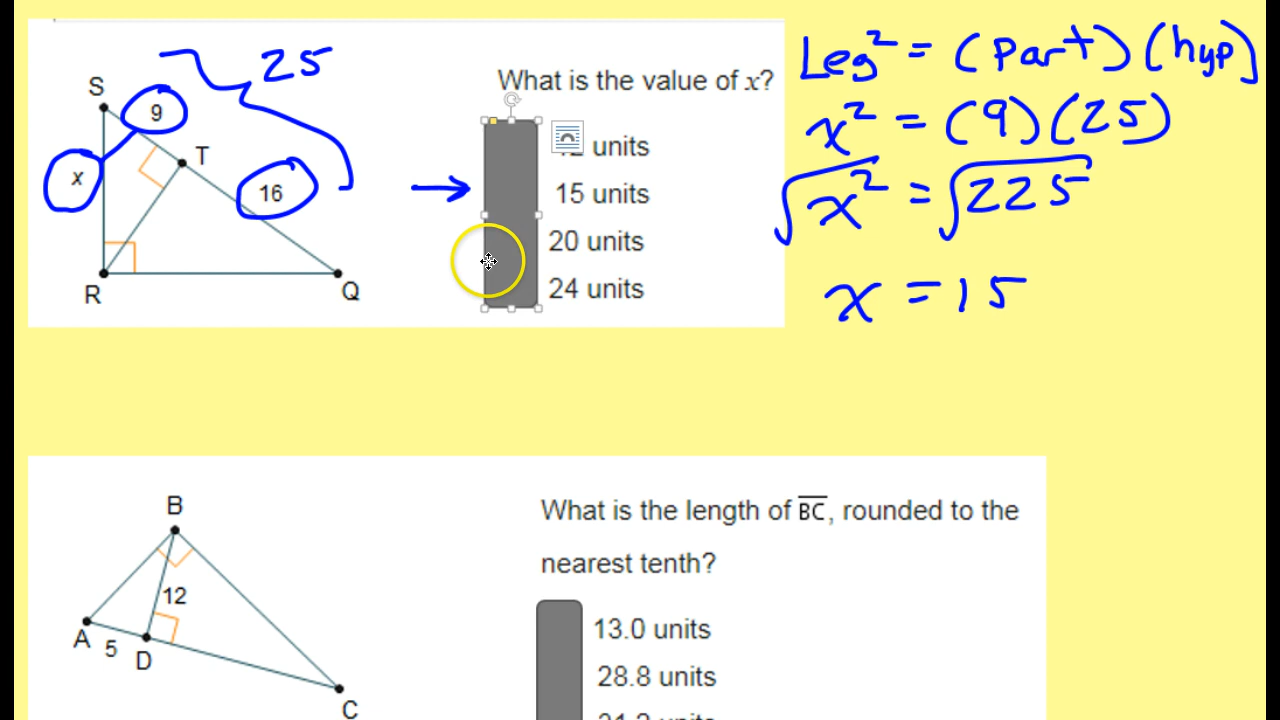 25
Leg² = (part)(hyp)
S
9
T
What is the value of x?
x² = (9)(25)
units
x
16
15 units
√x² = √225
20 units
R
Q
24 units
x = 15
B
What is the length of BC, rounded to the
nearest tenth?
12
A
5
D
13.0 units
28.8 units
C
units